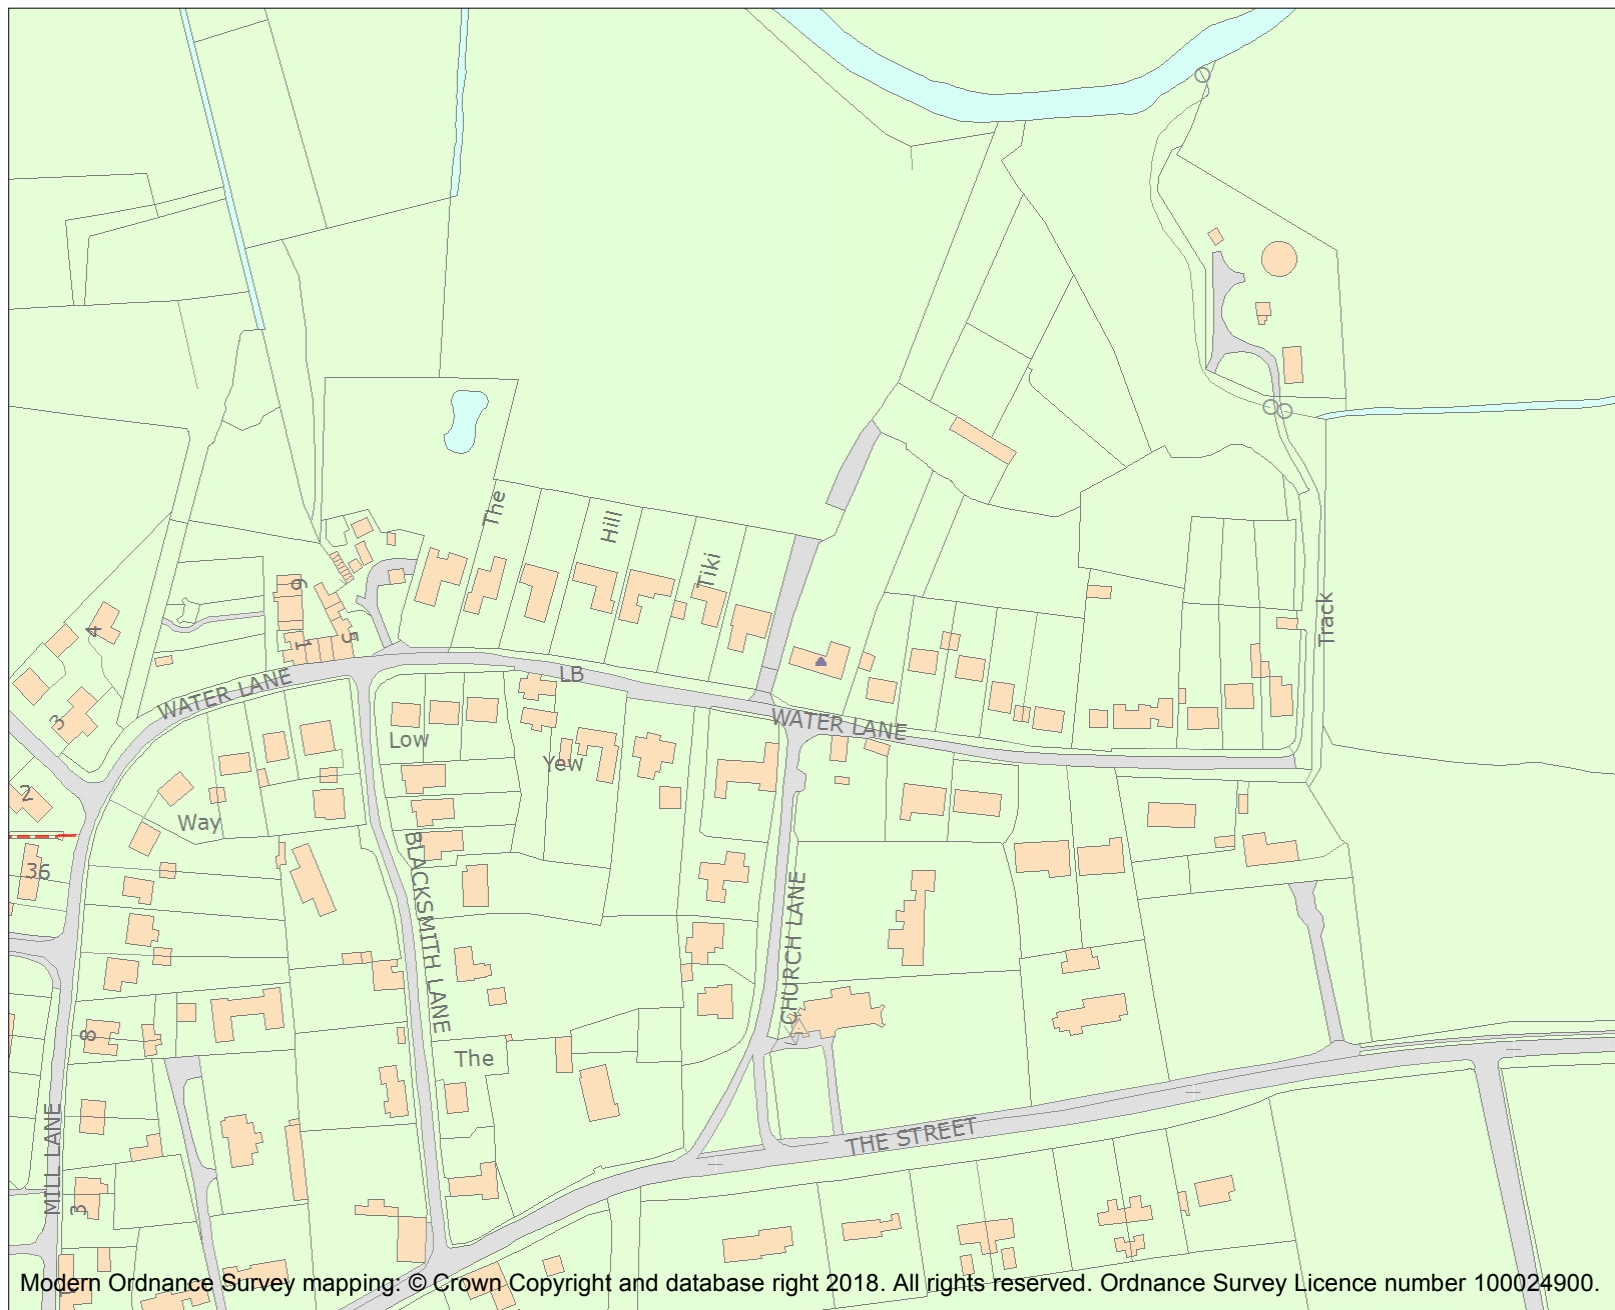 The
Hill
Tiki
6
5
1
4
3
Track
WATER LANE
LB
WATER LANE
Low
Yew
2
Way
36
BLACKSMITH LANE
CHURCH LANE
8
The
MILL LANE
THE STREET
3
Modern Ordnance Survey mapping: © Crown Copyright and database right 2018. All rights reserved. Ordnance Survey Licence number 100024900.